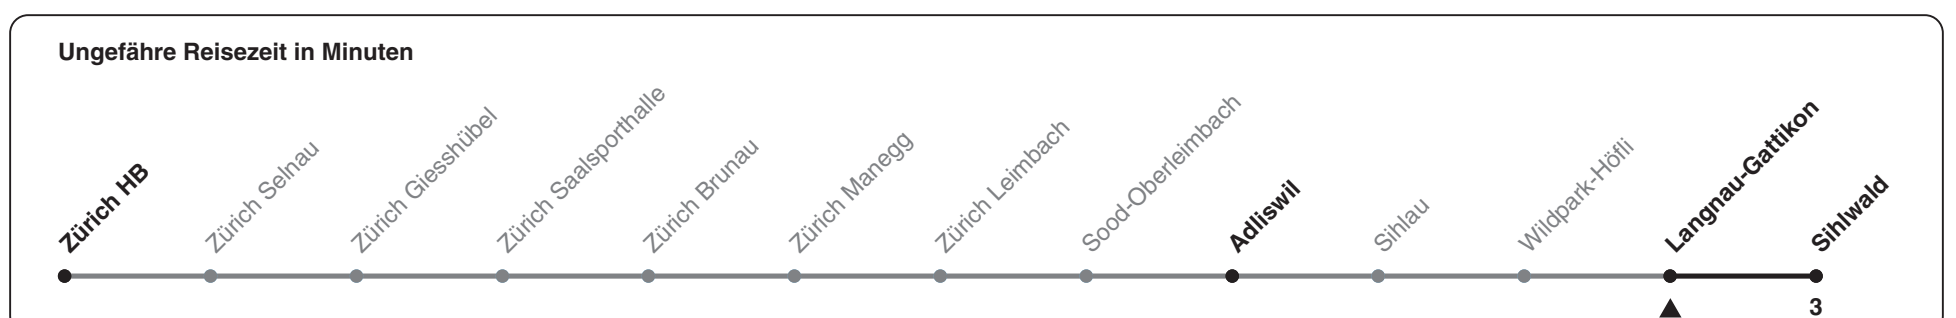 Ungefähre Reisezeit in Minuten
Zürich HB
Zürich Selnau
Zürich Giesshübel
Zürich Saalsporthalle
Zürich Brunau
Zürich Manegg
Zürich Leimbach
Sood-Oberleimbach
Adliswil
Sihlau
Wildpark-Höfli
Langnau-Gattikon
Sihlwald
3